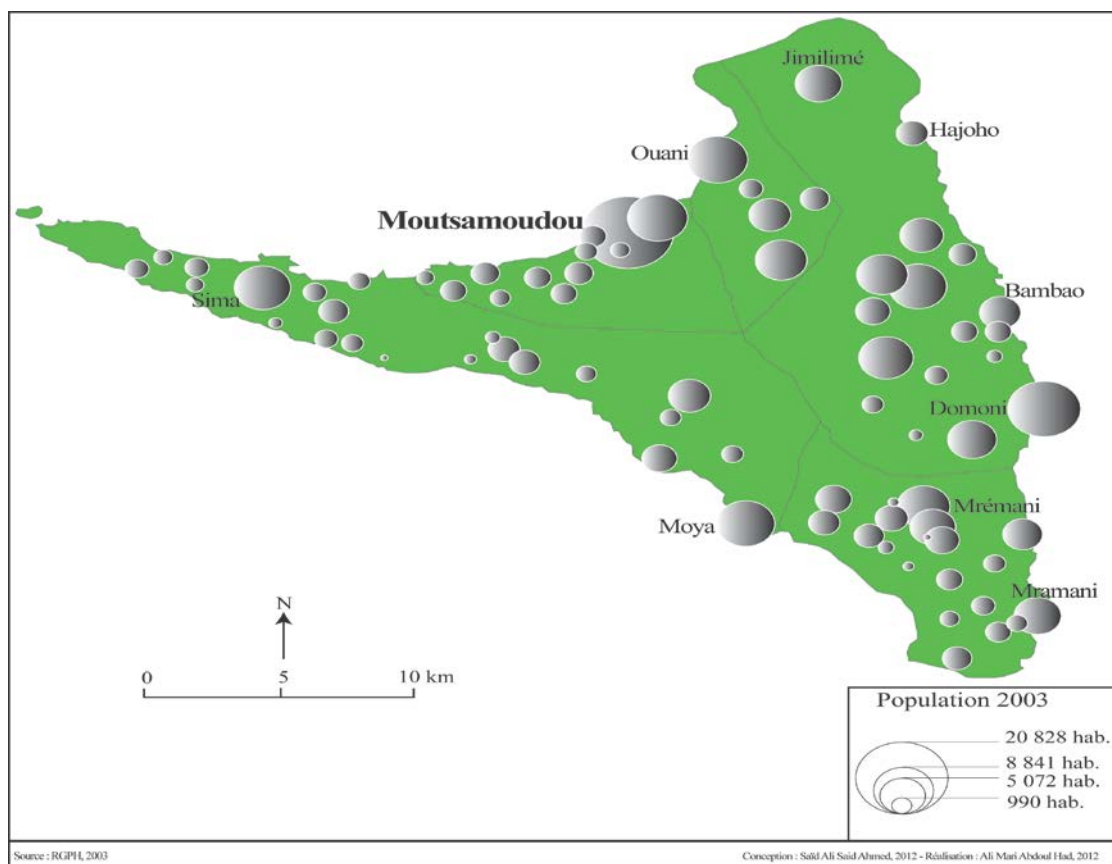 Jimilimé
Hajoho
Ouani
Moutsamoudou
Sima
Bambao
Domoni
Mrémani
Moya
Mramani
N
0 5 10 km
Population 2003
20 828 hab.
8 841 hab.
5 072 hab.
990 hab.
Source : RGPH, 2003
Conception : Saïd Ali Said Ahmed, 2012 - Réalisation : Ali Mari Abdoul Had, 2012